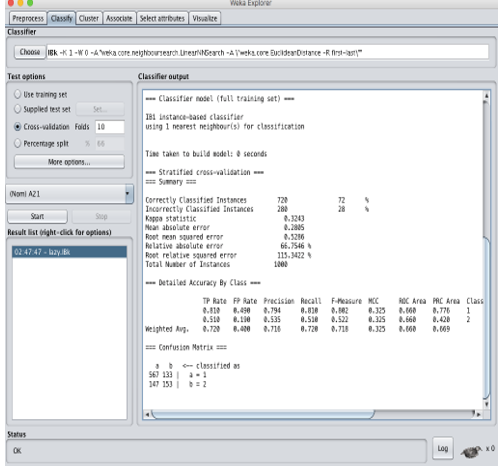 Weka Explorer
Preprocess Classify Cluster Associate Select attributes Visualize
Classifier
Choose IBk -K 1 -W 0 -A "weka.core.neighboursearch.LinearNNSearch -A \"weka.core.EuclideanDistance -R first-last\""
Test options
Use training set
Supplied test set Set...
Cross-validation Folds 10
Percentage split % 66
More options...
(Nom) A21
Start Stop
Result list (right-click for options)
02:47:47 - lazy.IBk
Classifier output
=== Classifier model (full training set) ===
IB1 instance-based classifier
using 1 nearest neighbour(s) for classification
Time taken to build model: 0 seconds
=== Stratified cross-validation ===
=== Summary ===
Correctly Classified Instances 720 72 %
Incorrectly Classified Instances 280 28 %
Kappa statistic 0.3243
Mean absolute error 0.2805
Root mean squared error 0.5286
Relative absolute error 66.7546 %
Root relative squared error 115.3422 %
Total Number of Instances 1000
=== Detailed Accuracy By Class ===
TP Rate FP Rate Precision Recall F-Measure MCC ROC Area PRC Area Class
0.810 0.490 0.794 0.810 0.802 0.325 0.660 0.776 1
0.510 0.190 0.535 0.510 0.522 0.325 0.660 0.420 2
Weighted Avg. 0.720 0.400 0.716 0.720 0.718 0.325 0.660 0.669
=== Confusion Matrix ===
a b <-- classified as
567 133 | a = 1
147 153 | b = 2
Status
OK
Log
x 0